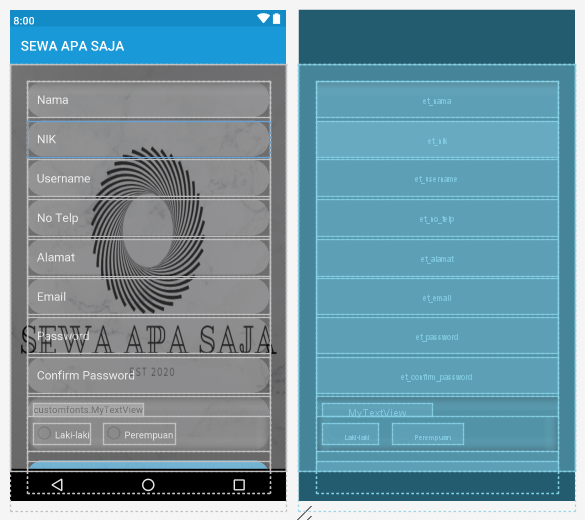 8:00
SEWA APA SAJA
Nama
NIK
Username
No Telp
Alamat
Email
SEWA APA SAJA
Password
EST 2020
Confirm Password
customfonts.MyTextView
Laki-laki
Perempuan
et_nama
et_nik
et_username
et_no_telp
et_alamat
et_email
et_password
et_confirm_password
MyTextView
Laki-laki
Perempuan